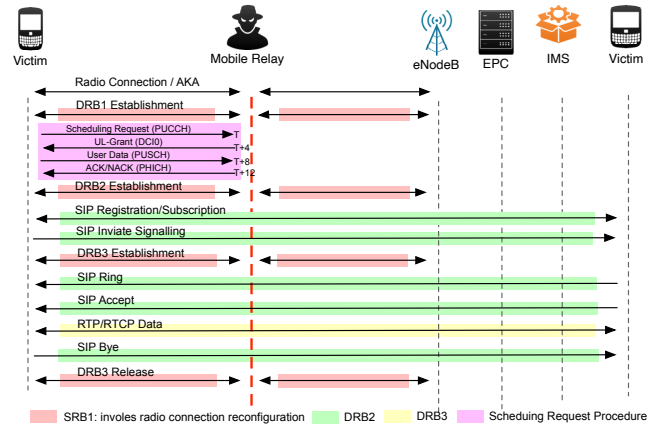 Victim
Mobile Relay
eNodeB
EPC
IMS
Victim
Radio Connection / AKA
DRB1 Establishment
Scheduling Request (PUCCH)
T
UL-Grant (DCI0)
T+4
User Data (PUSCH)
T+8
ACK/NACK (PHICH)
T+12
DRB2 Establishment
SIP Registration/Subscription
SIP Inviate Signalling
DRB3 Establishment
SIP Ring
SIP Accept
RTP/RTCP Data
SIP Bye
DRB3 Release
SRB1: involes radio connection reconfiguration
DRB2
DRB3
Scheduling Request Procedure